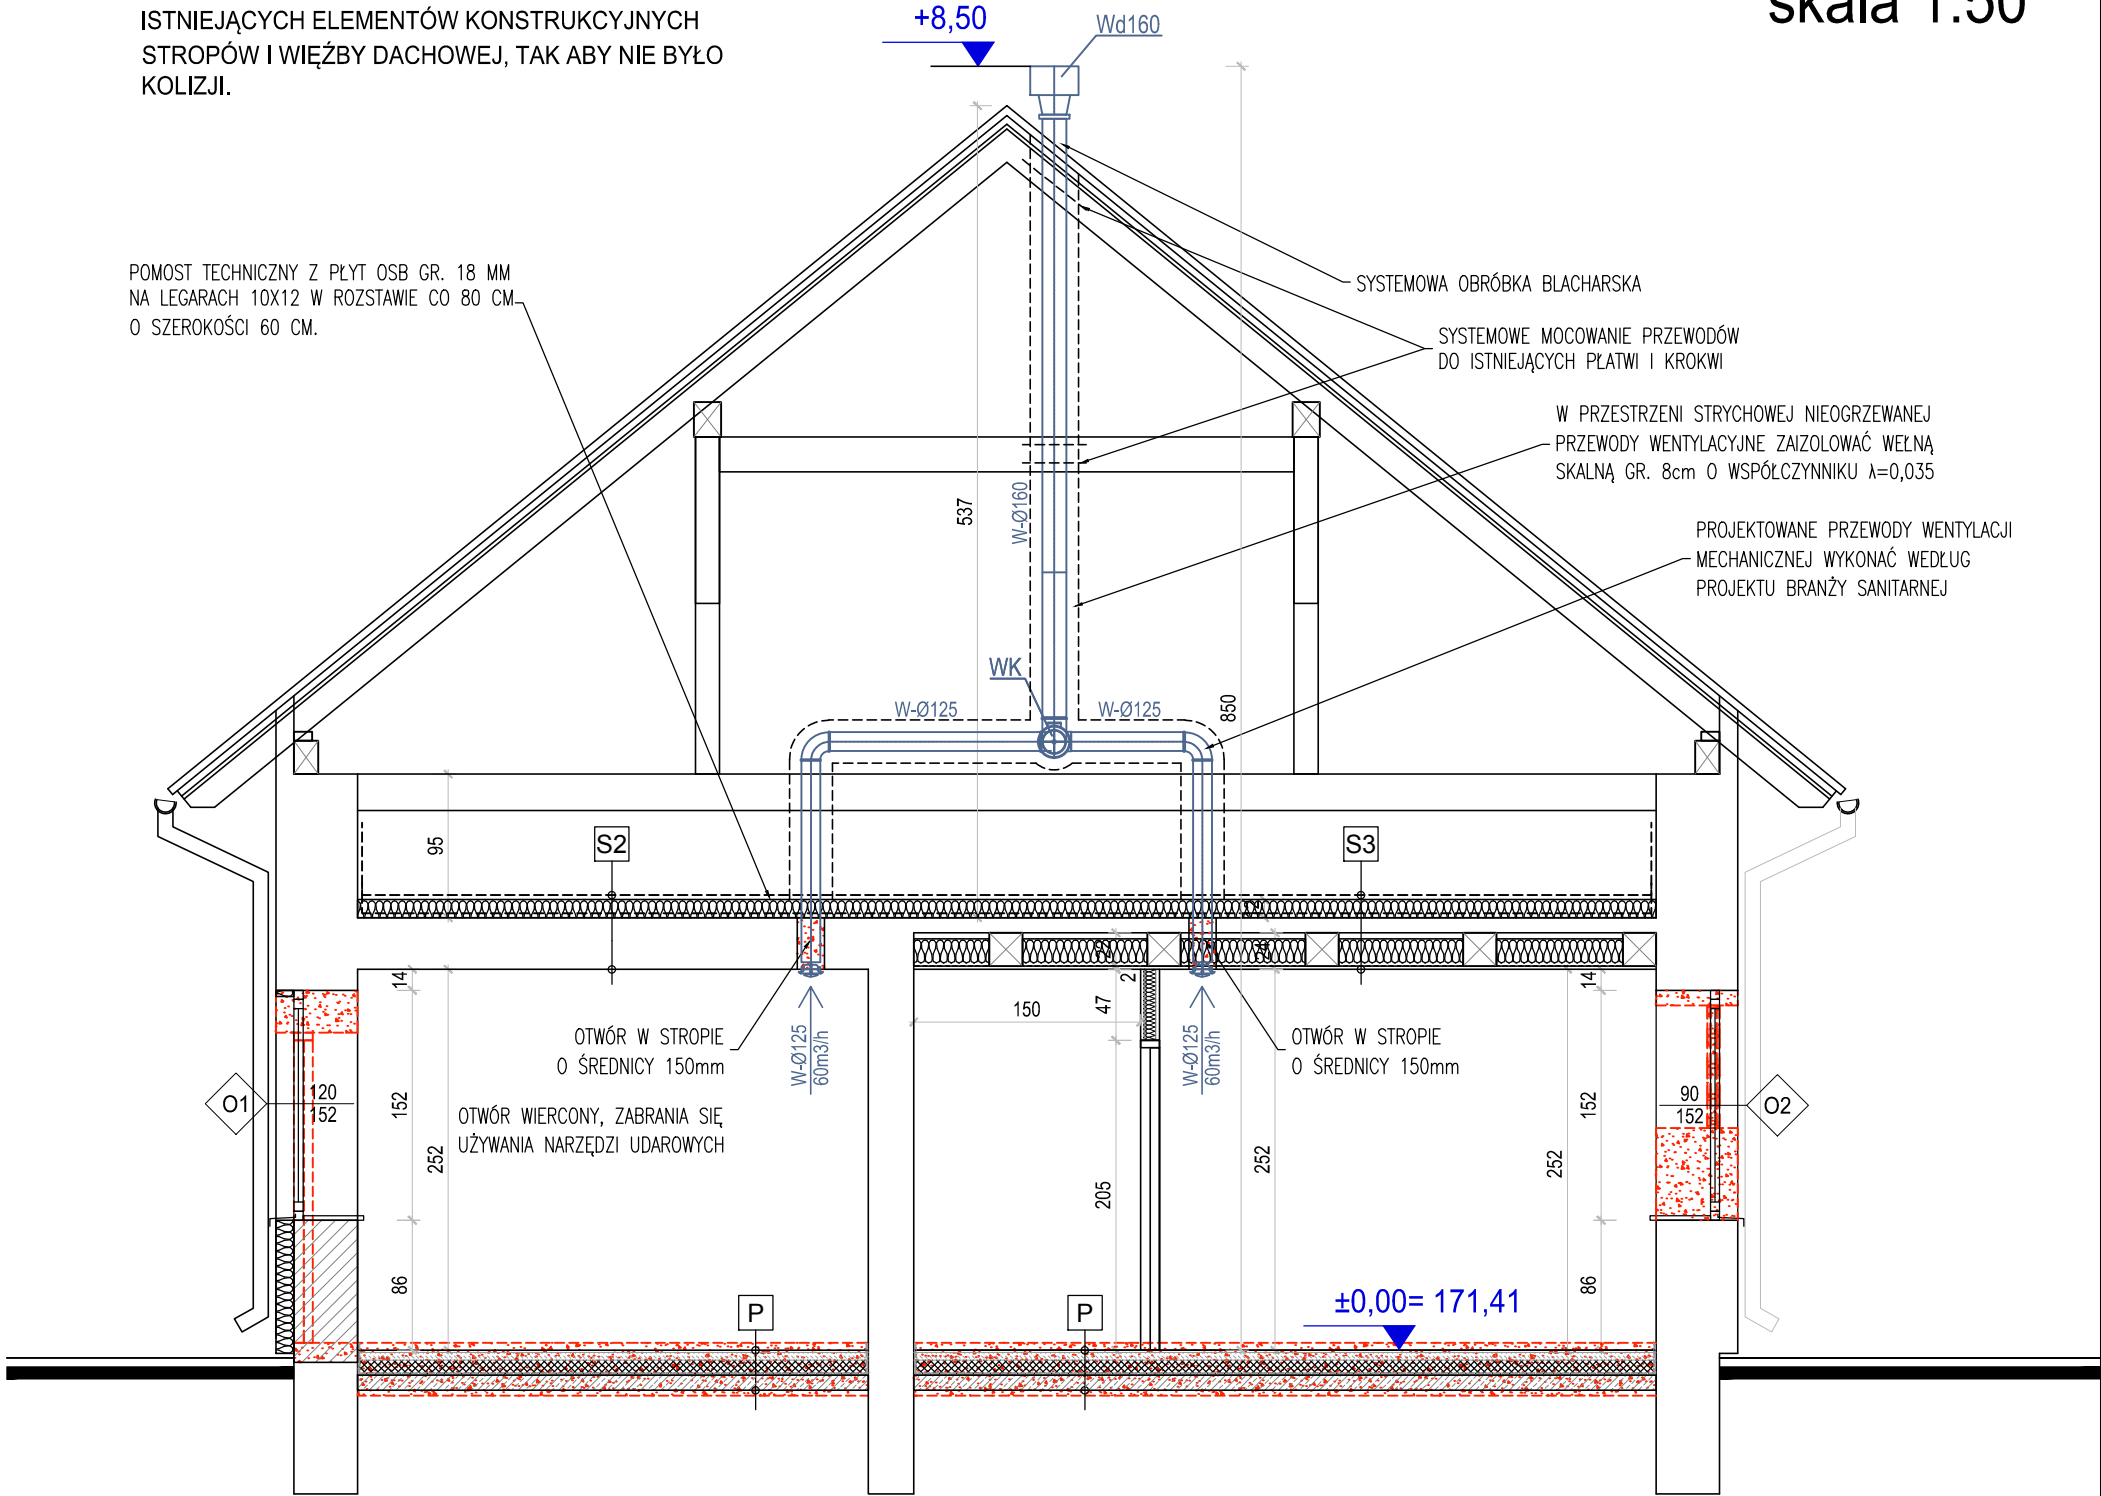 ISTNIEJĄCYCH ELEMENTÓW KONSTRUKCYJNYCH
STROPÓW I WIĘŹBY DACHOWEJ, TAK ABY NIE BYŁO
KOLIZJI.
+8,50
Wd160
skala 1:50
POMOST TECHNICZNY Z PŁYT OSB GR. 18 MM
NA LEGARACH 10X12 W ROZSTAWIE CO 80 CM
O SZEROKOŚCI 60 CM.
SYSTEMOWA OBRÓBKA BLACHARSKA
SYSTEMOWE MOCOWANIE PRZEWODÓW
DO ISTNIEJĄCYCH PŁATWI I KROKWI
W PRZESTRZENI STRYCHOWEJ NIEOGRZEWANEJ
PRZEWODY WENTYLACYJNE ZAIZOLOWAĆ WEŁNĄ
SKALNĄ GR. 8cm O WSPÓŁCZYNNIKU λ=0,035
PROJEKTOWANE PRZEWODY WENTYLACJI
MECHANICZNEJ WYKONAĆ WEDŁUG
PROJEKTU BRANŻY SANITARNEJ
537
W-Ø160
WK
W-Ø125
W-Ø125
850
95
S2
S3
22
22
24
14
2
47
14
150
OTWÓR W STROPIE
O ŚREDNICY 150mm
W-Ø125
60m3/h
W-Ø125
60m3/h
OTWÓR W STROPIE
O ŚREDNICY 150mm
OTWÓR WIERCONY, ZABRANIA SIĘ
UŻYWANIA NARZĘDZI UDAROWYCH
O1
120
152
152
252
205
252
252
152
90
152
O2
86
86
P
P
±0,00= 171,41